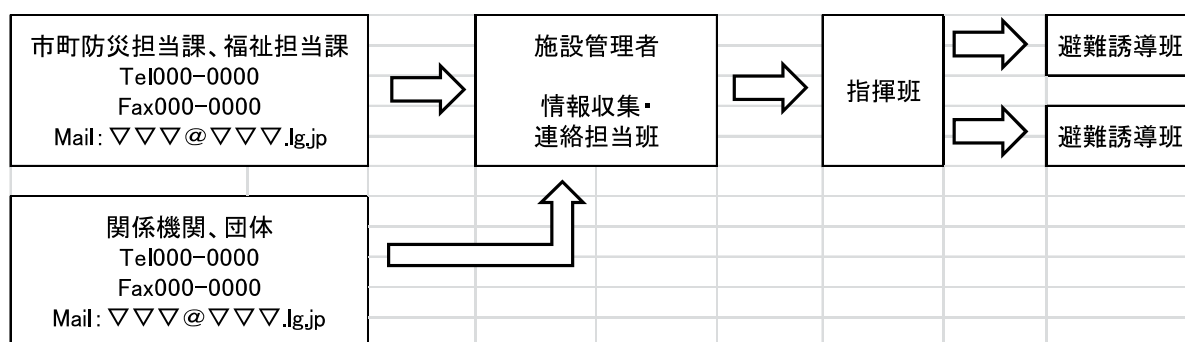 市町防災担当課、福祉担当課
Tel000-0000
Fax000-0000
Mail:▽▽▽@▽▽▽.lg.jp
施設管理者
情報収集・
連絡担当班
指揮班
避難誘導班
避難誘導班
関係機関、団体
Tel000-0000
Fax000-0000
Mail:▽▽▽@▽▽▽.lg.jp